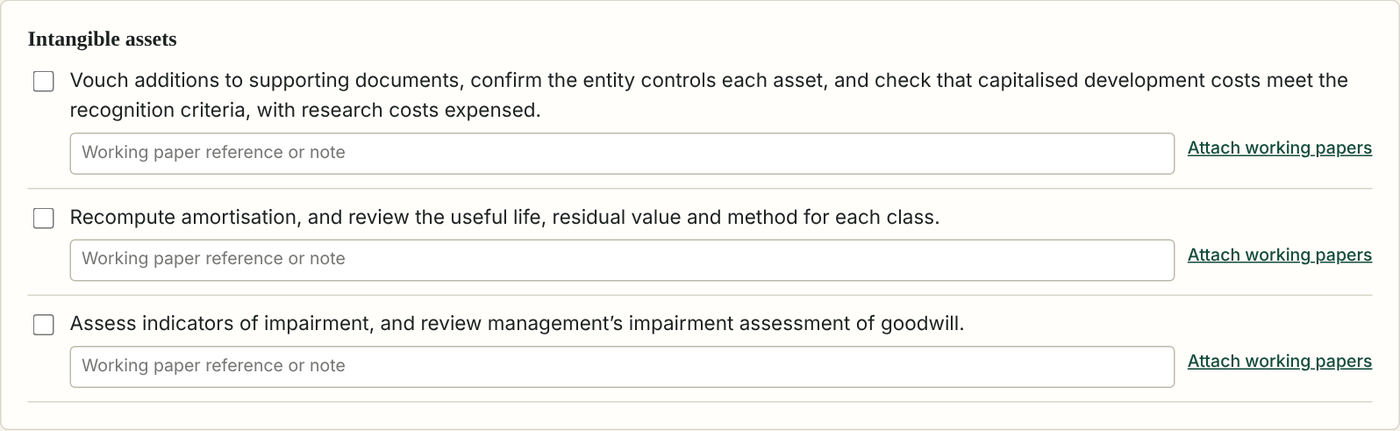 Intangible assets
Vouch additions to supporting documents, confirm the entity controls each asset, and check that capitalised development costs meet the
recognition criteria, with research costs expensed.
Working paper reference or note
Attach working papers
Recompute amortisation, and review the useful life, residual value and method for each class.
Working paper reference or note
Attach working papers
Assess indicators of impairment, and review management’s impairment assessment of goodwill.
Working paper reference or note
Attach working papers